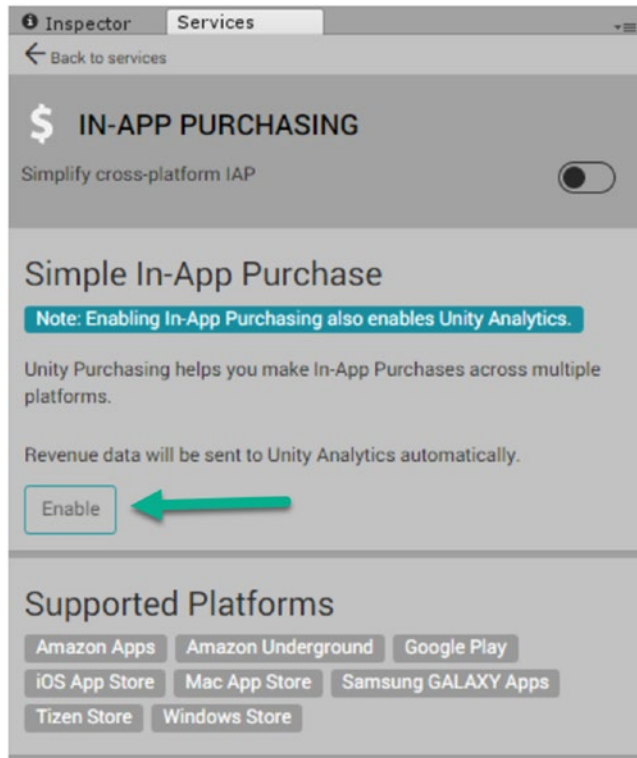 Inspector Services
Back to services
$ IN-APP PURCHASING
Simplify cross-platform IAP
Simple In-App Purchase
Note: Enabling In-App Purchasing also enables Unity Analytics.
Unity Purchasing helps you make In-App Purchases across multiple
platforms.
Revenue data will be sent to Unity Analytics automatically.
Enable
Supported Platforms
Amazon Apps Amazon Underground Google Play
iOS App Store Mac App Store Samsung GALAXY Apps
Tizen Store Windows Store